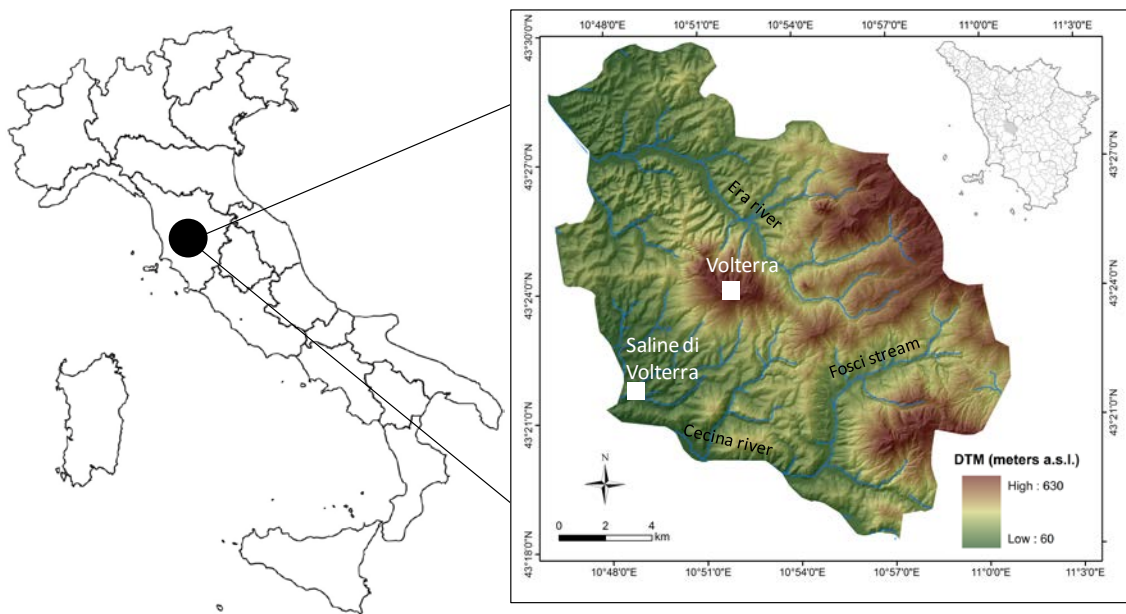 10°48'0"E 10°51'0"E 10°54'0"E 10°57'0"E 11°0'0"E 11°3'0"E
43°30'0"N
43°27'0"N 43°27'0"N
Era river
Volterra
43°24'0"N 43°24'0"N
Saline di
Volterra
Fosci stream
43°21'0"N 43°21'0"N
Cecina river
DTM (meters a.s.l.)
N
High : 630
0 2 4
km
Low : 60
43°18'0"N 43°18'0"N
10°48'0"E 10°51'0"E 10°54'0"E 10°57'0"E 11°0'0"E 11°3'0"E